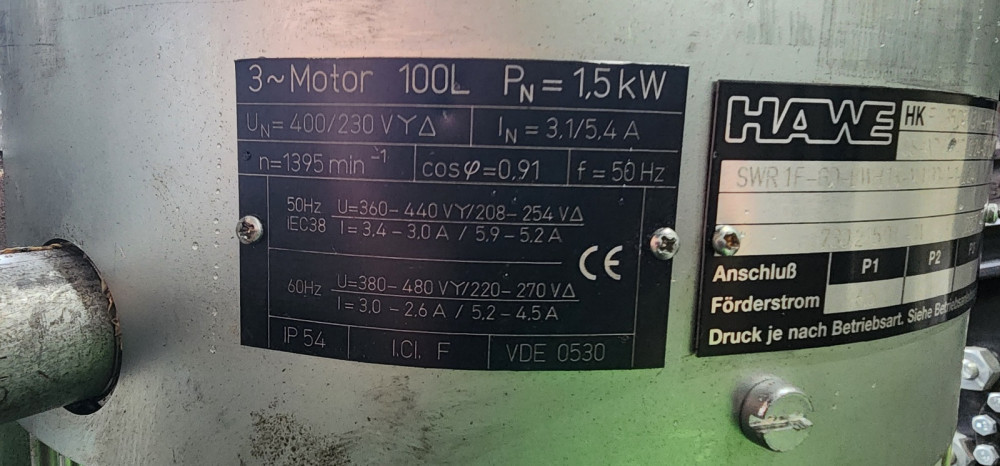 3~Motor 100L P_N = 1,5 kW
U_N = 400/230 V Y Δ I_N = 3.1/5,4 A
n=1395 min⁻¹ cosφ=0,91 f = 50 Hz
50Hz IEC38 U=360-440 VY/208-254 VΔ
I= 3,4-3,0 A / 5,9-5,2 A
60Hz U=380-480 VY/220-270 VΔ
I= 3,0 -2,6 A / 5,2-4,5 A
CE
IP 54 I.Cl. F VDE 0530
HAWE HK
SWR 1F-
Anschluß P1 P2
Förderstrom
Druck je nach Betriebsart. Siehe